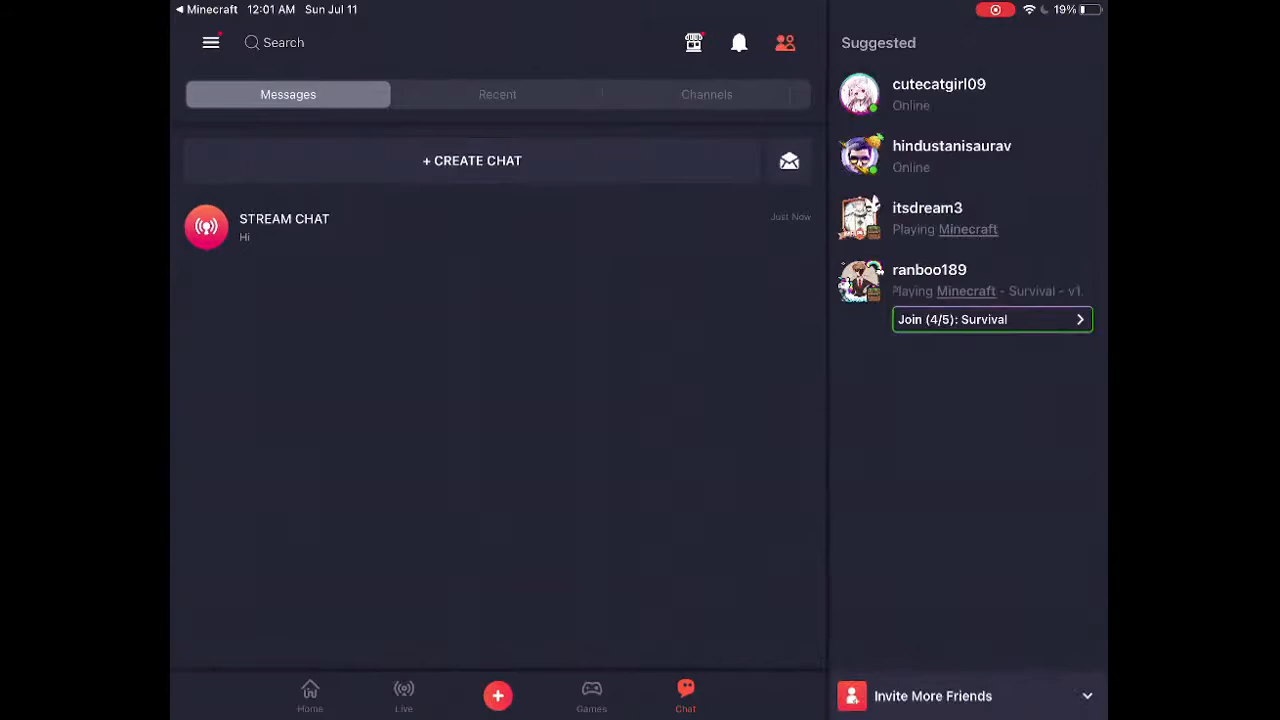 Minecraft 12:01 AM Sun Jul 11 19%
Search
Messages Recent Channels
+ CREATE CHAT
STREAM CHAT
Just Now
Hi
Suggested
cutecatgirl09
Online
hindustanisaurav
Online
itsdream3
Playing Minecraft
ranboo189
Playing Minecraft - Survival - v1.
Join (4/5): Survival
Home Live Games Chat
Invite More Friends